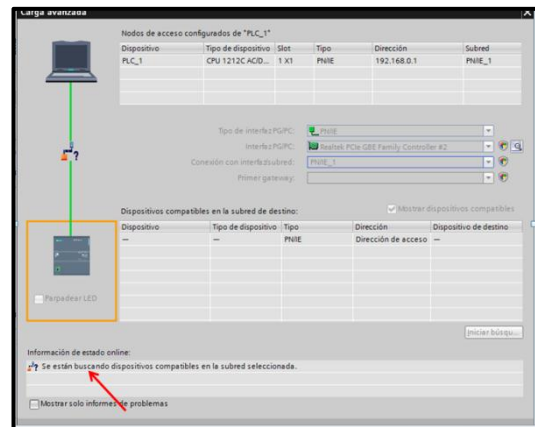 Carga avanzada
Nodos de acceso configurados de "PLC_1"
Dispositivo Tipo de dispositivo Slot Tipo Dirección Subred
PLC_1 CPU 1212C AC/D... 1 X1 PN/IE 192.168.0.1 PN/IE_1
Tipo de interfaz PG/PC: PN/IE
Interfaz PG/PC: Realtek PCIe GBE Family Controller #2
Conexión con interfaz/subred: PN/IE_1
Primer gateway:
Dispositivos compatibles en la subred de destino: Mostrar dispositivos compatibles
Dispositivo Tipo de dispositivo Tipo Dirección Dispositivo de destino
— — PN/IE Dirección de acceso —
Parpadear LED
Iniciar búsqu...
Información de estado online:
Se están buscando dispositivos compatibles en la subred seleccionada.
Mostrar solo informes de problemas